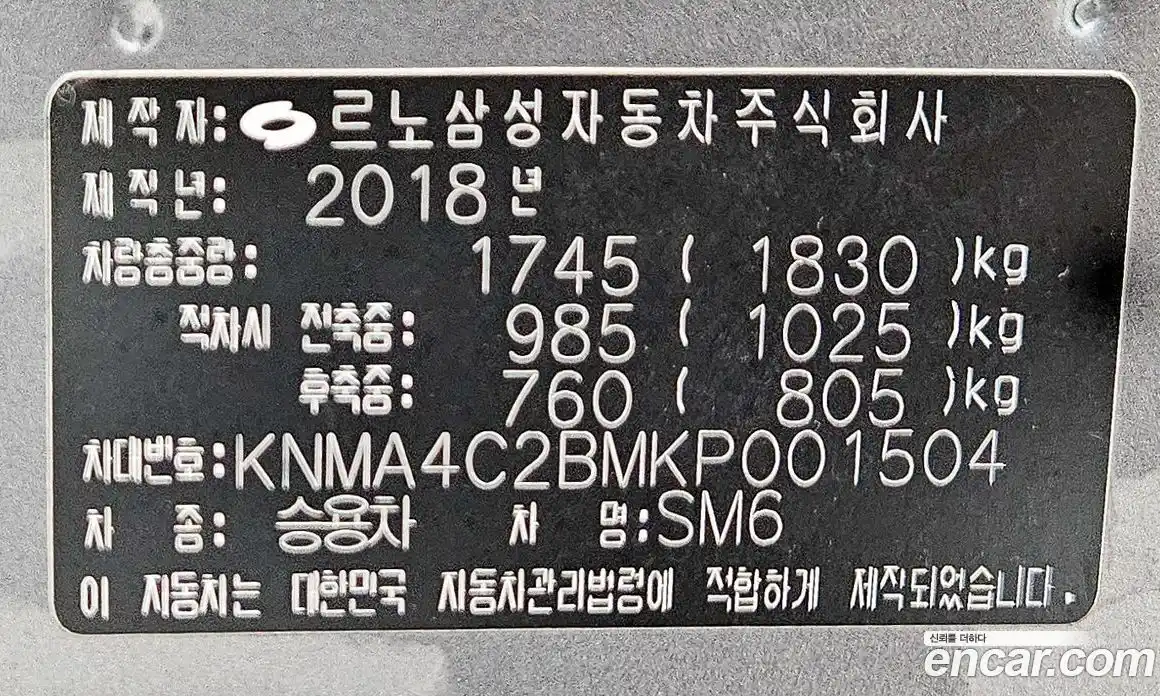 제 작 자: 르노삼성자동차주식회사
제 작 년: 2018 년
차량총중량: 1745 ( 1830 )kg
적차시 전축중: 985 ( 1025 )kg
후축중: 760 ( 805 )kg
차대번호:KNMA4C2BMKP001504
차 종: 승용차 차 명:SM6
이 자동차는 대한민국 자동차관리법령에 적합하게 제작되었습니다.
신뢰를 더하다
encar.com